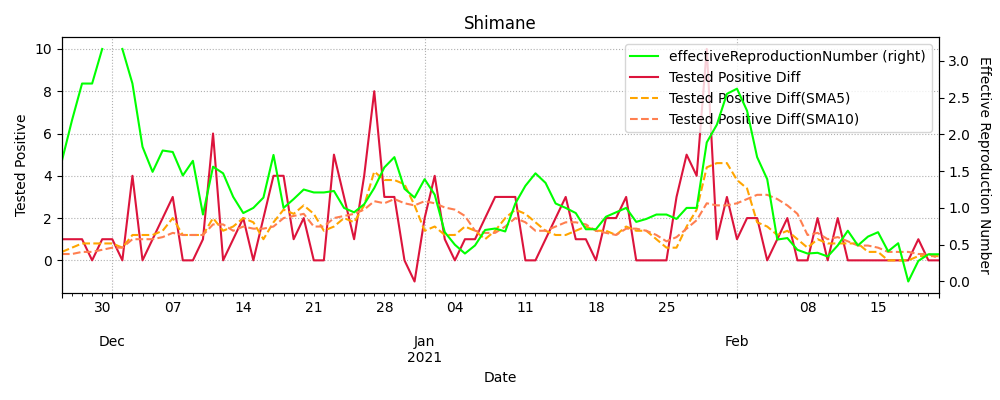 Shimane
Tested Positive
10
8
6
4
2
0
effectiveReproductionNumber (right)
Tested Positive Diff
Tested Positive Diff(SMA5)
Tested Positive Diff(SMA10)
3.0
2.5
2.0
1.5
1.0
0.5
0.0
Effective Reproduction Number
30 07 14 21 28 04 11 18 25 08 15
Dec Jan Feb
2021
Date